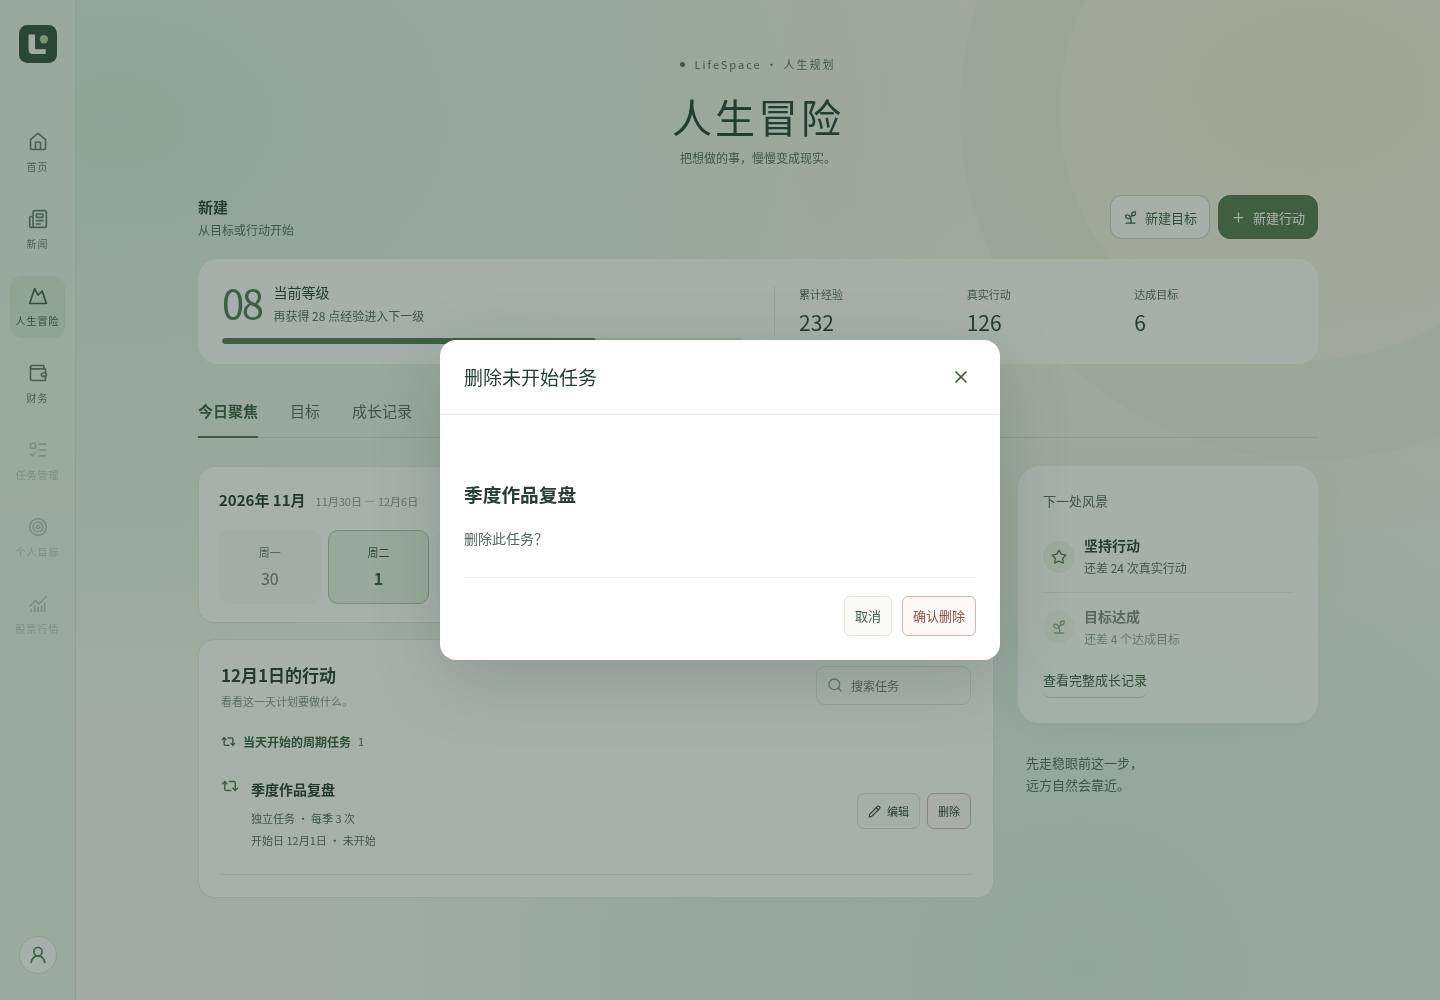 LifeSpace · 人生规划
人生冒险
把想做的事，慢慢变成现实。
首页
新闻
人生冒险
财务
任务管理
个人目标
股票行情
新建
从目标或行动开始
新建目标
新建行动
08
当前等级
再获得 28 点经验进入下一级
累计经验
232
真实行动
126
达成目标
6
今日聚焦
目标
成长记录
2026年 11月
11月30日 — 12月6日
周一
30
周二
1
删除未开始任务
季度作品复盘
删除此任务？
取消
确认删除
12月1日的行动
看看这一天计划要做什么。
搜索任务
当天开始的周期任务 1
季度作品复盘
独立任务 · 每季 3 次
开始日 12月1日 · 未开始
编辑
删除
下一处风景
坚持行动
还差 24 次真实行动
目标达成
还差 4 个达成目标
查看完整成长记录
先走稳眼前这一步，
远方自然会靠近。